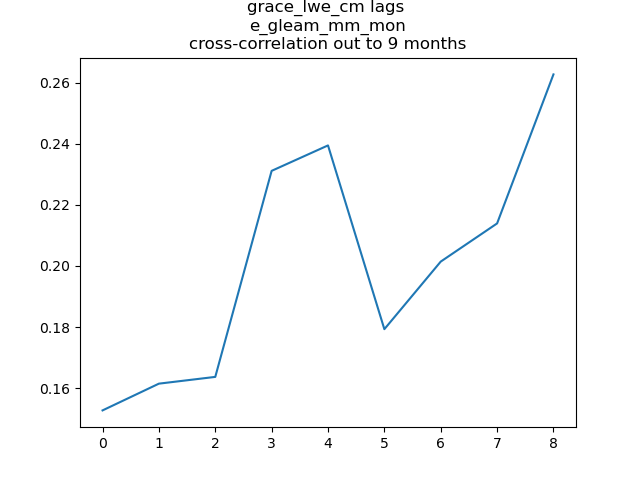 grace_lwe_cm lags
e_gleam_mm_mon
cross-correlation out to 9 months
0.26
0.24
0.22
0.20
0.18
0.16
0 1 2 3 4 5 6 7 8